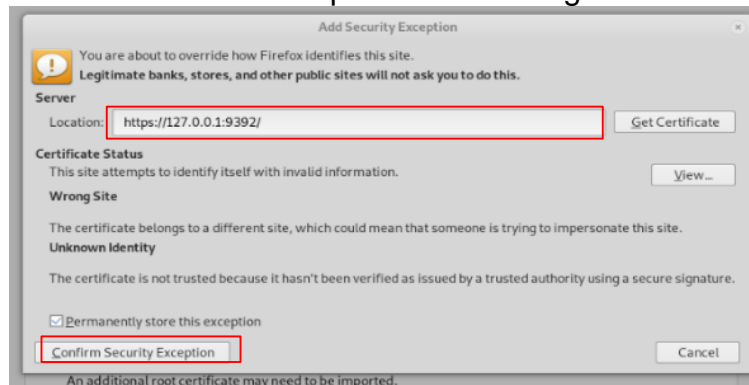 Add Security Exception
You are about to override how Firefox identifies this site.
Legitimate banks, stores, and other public sites will not ask you to do this.
Server
Location: https://127.0.0.1:9392/ Get Certificate
Certificate Status
This site attempts to identify itself with invalid information. View...
Wrong Site
The certificate belongs to a different site, which could mean that someone is trying to impersonate this site.
Unknown Identity
The certificate is not trusted because it hasn't been verified as issued by a trusted authority using a secure signature.
Permanently store this exception
Confirm Security Exception Cancel
An additional root certificate may need to be imported.